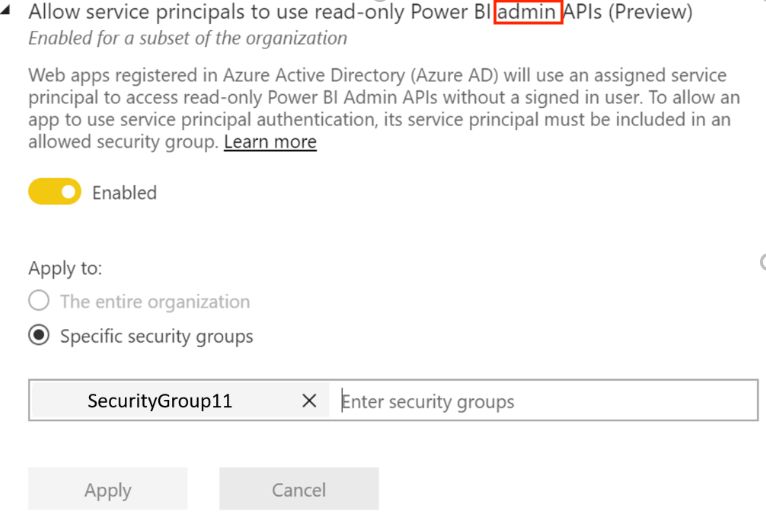 Allow service principals to use read-only Power BI admin APIs (Preview)
Enabled for a subset of the organization
Web apps registered in Azure Active Directory (Azure AD) will use an assigned service
principal to access read-only Power BI Admin APIs without a signed in user. To allow an
app to use service principal authentication, its service principal must be included in an
allowed security group. Learn more
Enabled
Apply to:
The entire organization
Specific security groups
SecurityGroup11 Enter security groups
Apply Cancel